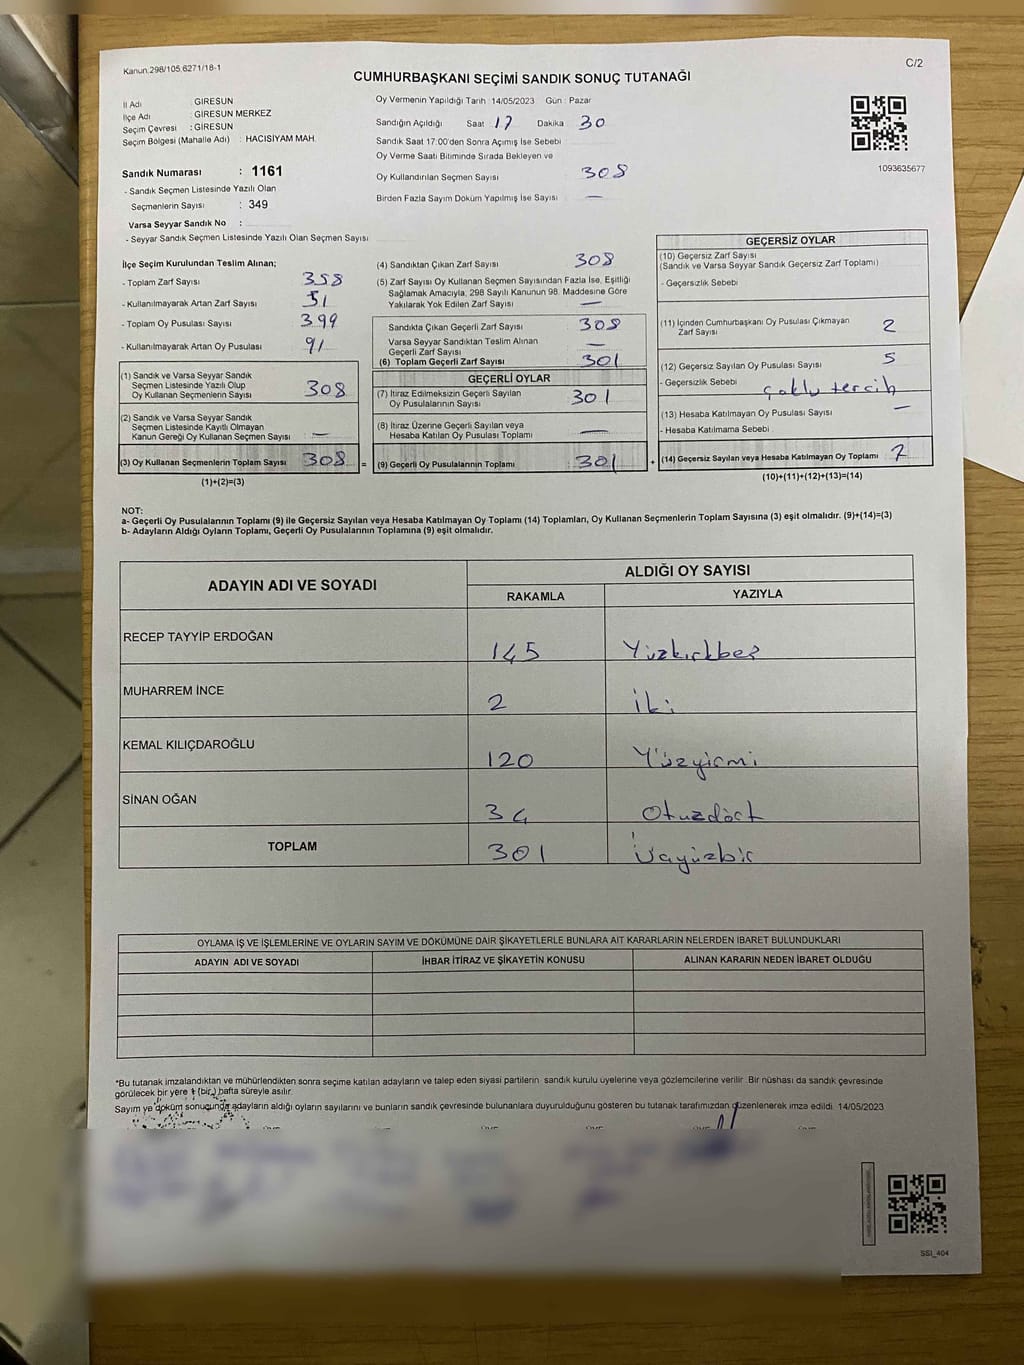 Kanun.298/105.6271/18-1
C/2
CUMHURBAŞKANI SEÇİMİ SANDIK SONUÇ TUTANAĞI
İl Adı : GİRESUN
İlçe Adı : GİRESUN MERKEZ
Seçim Çevresi : GİRESUN
Seçim Bölgesi (Mahalle Adı) : HACISİYAM MAH.
Sandık Numarası : 1161
- Sandık Seçmen Listesinde Yazılı Olan
Seçmenlerin Sayısı : 349
Varsa Seyyar Sandık No :
- Seyyar Sandık Seçmen Listesinde Yazılı Olan Seçmen Sayısı
Oy Vermenin Yapıldığı Tarih : 14/05/2023 Gün : Pazar
Sandığın Açıldığı Saat 17 Dakika 30
Sandık Saat 17:00'den Sonra Açımış İse Sebebi
Oy Verme Saati Bitiminde Sırada Bekleyen ve
Oy Kullandırılan Seçmen Sayısı 308
Birden Fazla Sayım Döküm Yapılmış İse Sayısı —
1093635677
İlçe Seçim Kurulundan Teslim Alınan;
- Toplam Zarf Sayısı 358
- Kullanılmayarak Artan Zarf Sayısı 51
- Toplam Oy Pusulası Sayısı 399
- Kullanılmayarak Artan Oy Pusulası 91
(1) Sandık ve Varsa Seyyar Sandık
Seçmen Listesinde Yazılı Olup
Oy Kullanan Seçmenlerin Sayısı 308
(2) Sandık ve Varsa Seyyar Sandık
Seçmen Listesinde Kayıtlı Olmayan
Kanun Gereği Oy Kullanan Seçmen Sayısı —
(3) Oy Kullanan Seçmenlerin Toplam Sayısı 308 =
(1)+(2)=(3)
(4) Sandıktan Çıkan Zarf Sayısı 308
(5) Zarf Sayısı Oy Kullanan Seçmen Sayısından Fazla İse, Eşitliği
Sağlamak Amacıyla, 298 Sayılı Kanunun 98. Maddesine Göre
Yakılarak Yok Edilen Zarf Sayısı —
Sandıkta Çıkan Geçerli Zarf Sayısı 308
Varsa Seyyar Sandıktan Teslim Alınan
Geçerli Zarf Sayısı —
(6) Toplam Geçerli Zarf Sayısı 301
GEÇERLİ OYLAR
(7) İtiraz Edilmeksizin Geçerli Sayılan
Oy Pusulalarının Sayısı 301
(8) İtiraz Üzerine Geçerli Sayılan veya
Hesaba Katılan Oy Pusulası Toplamı —
(9) Geçerli Oy Pusulalarının Toplamı 301 +
GEÇERSİZ OYLAR
(10) Geçersiz Zarf Sayısı
(Sandık ve Varsa Seyyar Sandık Geçersiz Zarf Toplamı)
- Geçersizlik Sebebi
(11) İçinden Cumhurbaşkanı Oy Pusulası Çıkmayan
Zarf Sayısı 2
(12) Geçersiz Sayılan Oy Pusulası Sayısı 5
- Geçersizlik Sebebi çoklu tercih
(13) Hesaba Katılmayan Oy Pusulası Sayısı —
- Hesaba Katılmama Sebebi
(14) Geçersiz Sayılan veya Hesaba Katılmayan Oy Toplamı 7
(10)+(11)+(12)+(13)=(14)
NOT:
a- Geçerli Oy Pusulalarının Toplamı (9) ile Geçersiz Sayılan veya Hesaba Katılmayan Oy Toplamı (14) Toplamları, Oy Kullanan Seçmenlerin Toplam Sayısına (3) eşit olmalıdır. (9)+(14)=(3)
b- Adayların Aldığı Oyların Toplamı, Geçerli Oy Pusulalarının Toplamına (9) eşit olmalıdır.
ADAYIN ADI VE SOYADI
ALDIĞI OY SAYISI
RAKAMLA YAZIYLA
RECEP TAYYİP ERDOĞAN 145 Yüzkırkbeş
MUHARREM İNCE 2 iki
KEMAL KILIÇDAROĞLU 120 Yüzyirmi
SİNAN OĞAN 34 Otuzdört
TOPLAM 301 Üçyüzbir
OYLAMA İŞ VE İŞLEMLERİNE VE OYLARIN SAYIM VE DÖKÜMÜNE DAİR ŞİKAYETLERLE BUNLARA AİT KARARLARIN NELERDEN İBARET BULUNDUKLARI
ADAYIN ADI VE SOYADI İHBAR İTİRAZ VE ŞİKAYETİN KONUSU ALINAN KARARIN NEDEN İBARET OLDUĞU
*Bu tutanak imzalandıktan ve mühürlendikten sonra seçime katılan adayların ve talep eden siyasi partilerin sandık kurulu üyelerine veya gözlemcilerine verilir. Bir nüshası da sandık çevresinde
görülecek bir yere 1 (bir) hafta süreyle asılır.
Sayım ve döküm sonucunda adayların aldığı oyların sayılarını ve bunların sandık çevresinde bulunanlara duyurulduğunu gösteren bu tutanak tarafımızdan düzenlenerek imza edildi. 14/05/2023
SSI_404